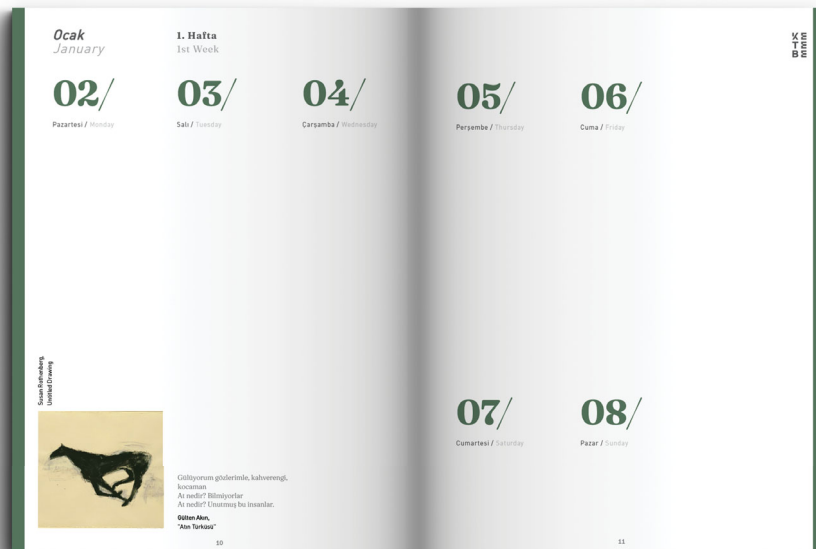 Ocak
January
1. Hafta
1st Week
02/
Pazartesi / Monday
03/
Salı / Tuesday
04/
Çarşamba / Wednesday
Susan Rothenberg,
Untitled Drawing
Gülüyorum gözlerimle, kahverengi,
kocaman
At nedir? Bilmiyorlar
At nedir? Unutmuş bu insanlar.
Gülten Akın,
"Atın Türküsü"
10
05/
Perşembe / Thursday
06/
Cuma / Friday
07/
Cumartesi / Saturday
08/
Pazar / Sunday
11
KETEBE